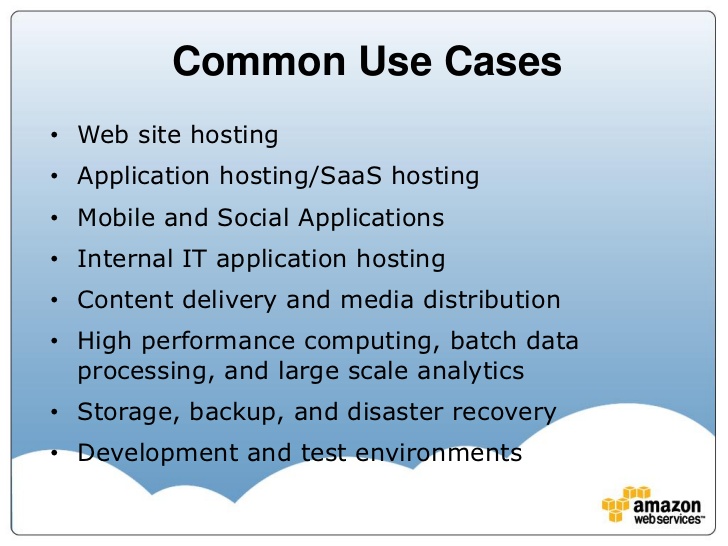 Common Use Cases
• Web site hosting
• Application hosting/SaaS hosting
• Mobile and Social Applications
• Internal IT application hosting
• Content delivery and media distribution
• High performance computing, batch data
processing, and large scale analytics
• Storage, backup, and disaster recovery
• Development and test environments
amazon
webservices™